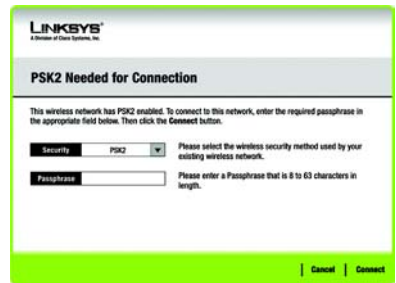 LINKSYS®
A Division of Cisco Systems, Inc.
PSK2 Needed for Connection
This wireless network has PSK2 enabled. To connect to this network, enter the required passphrase in
the appropriate field below. Then click the Connect button.
Security PSK2
Please select the wireless security method used by your
existing wireless network.
Passphrase
Please enter a Passphrase that is 8 to 63 characters in
length.
Cancel Connect